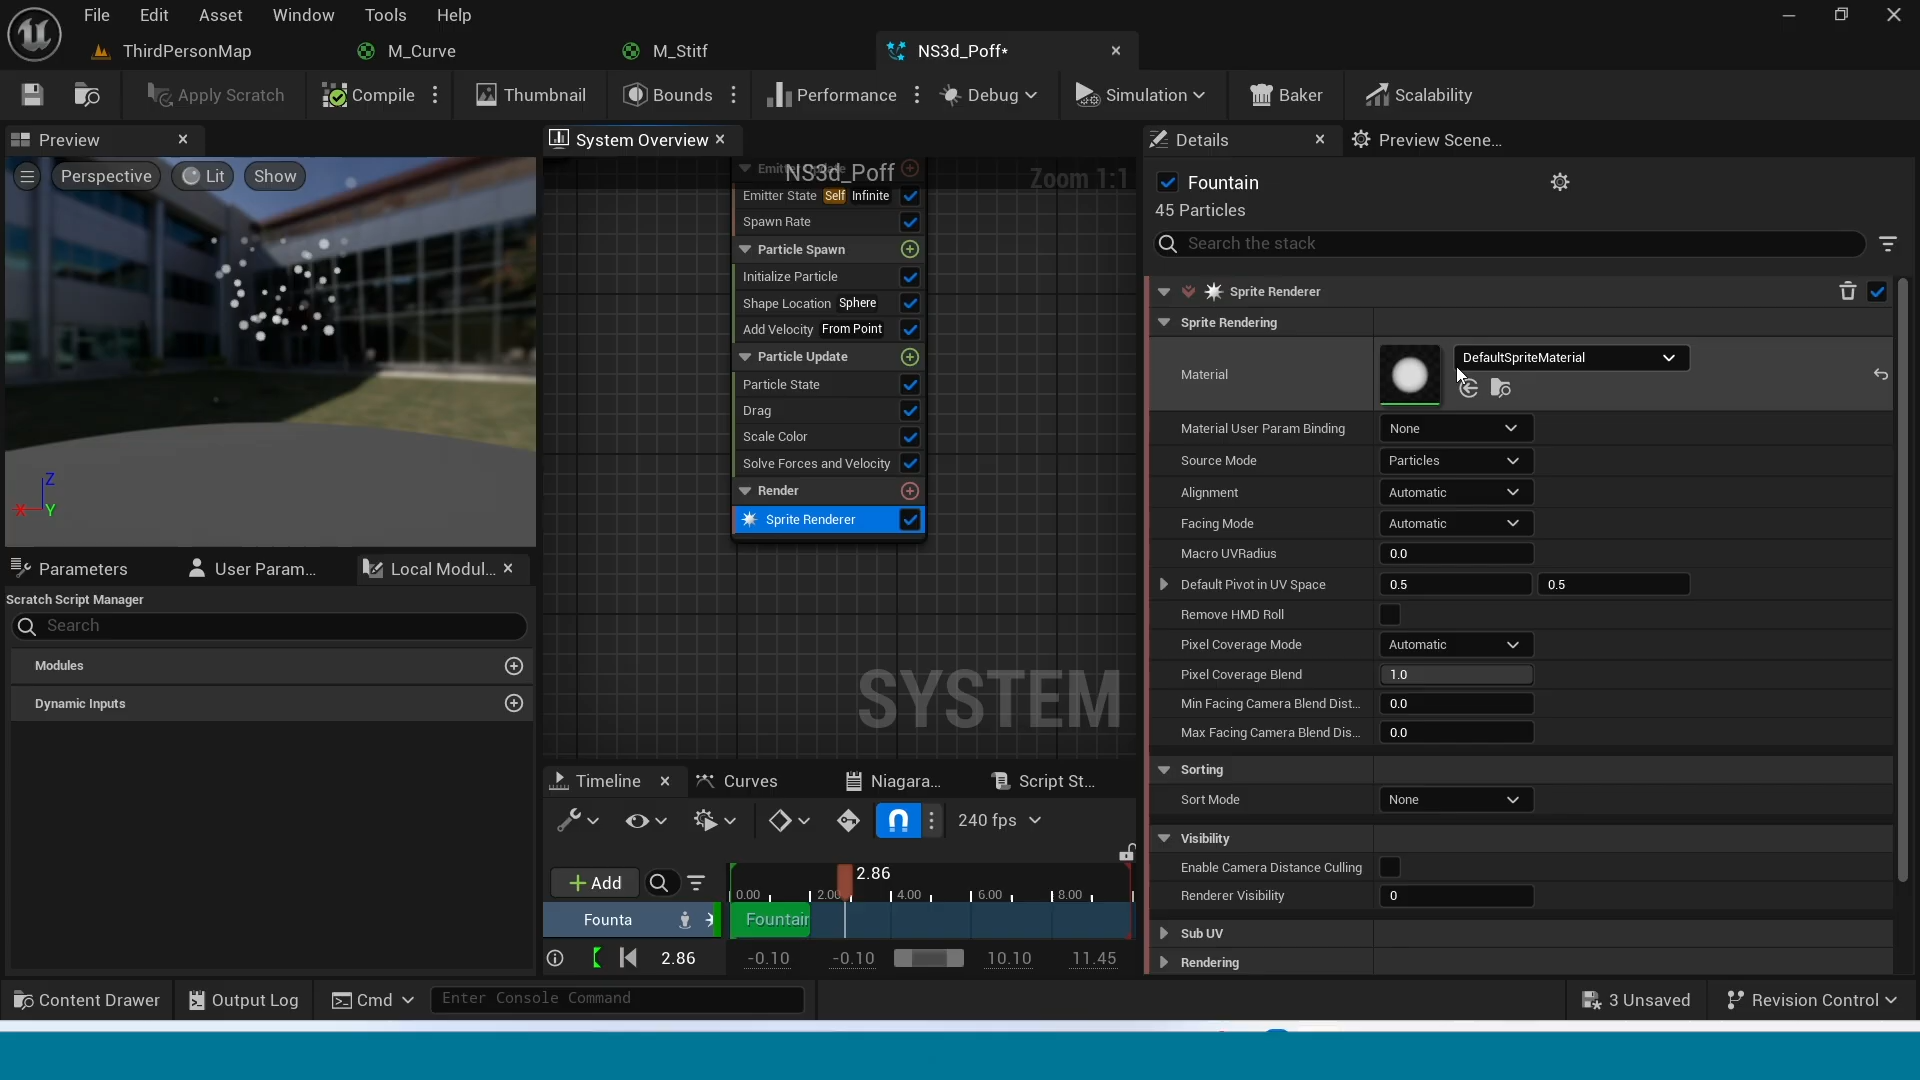 File Edit Asset Window Tools Help
ThirdPersonMap M_Curve M_Stitf NS3d_Poff*
Apply Scratch Compile Thumbnail Bounds Performance Debug Simulation Baker Scalability
Preview System Overview Details Preview Scene...
Perspective Lit Show
X Z Y
NS3d_Poff Zoom 1:1
Emitter State Self Infinite
Spawn Rate
Particle Spawn
Initialize Particle
Shape Location Sphere
Add Velocity From Point
Particle Update
Particle State
Drag
Scale Color
Solve Forces and Velocity
Render
Sprite Renderer
SYSTEM
Fountain
45 Particles
Search the stack
Sprite Renderer
Sprite Rendering
Material DefaultSpriteMaterial
Material User Param Binding None
Source Mode Particles
Alignment Automatic
Facing Mode Automatic
Macro UVRadius 0.0
Default Pivot in UV Space 0.5 0.5
Remove HMD Roll
Pixel Coverage Mode Automatic
Pixel Coverage Blend 1.0
Min Facing Camera Blend Dist... 0.0
Max Facing Camera Blend Dis... 0.0
Sorting
Sort Mode None
Visibility
Enable Camera Distance Culling
Renderer Visibility 0
Sub UV
Rendering
Parameters User Param... Local Modul...
Scratch Script Manager
Search
Modules
Dynamic Inputs
Timeline Curves Niagara... Script St...
240 fps
Add 2.86
0.00 2.00 4.00 6.00 8.00
Founta Fountain
2.86 -0.10 -0.10 10.10 11.45
Content Drawer Output Log Cmd Enter Console Command 3 Unsaved Revision Control